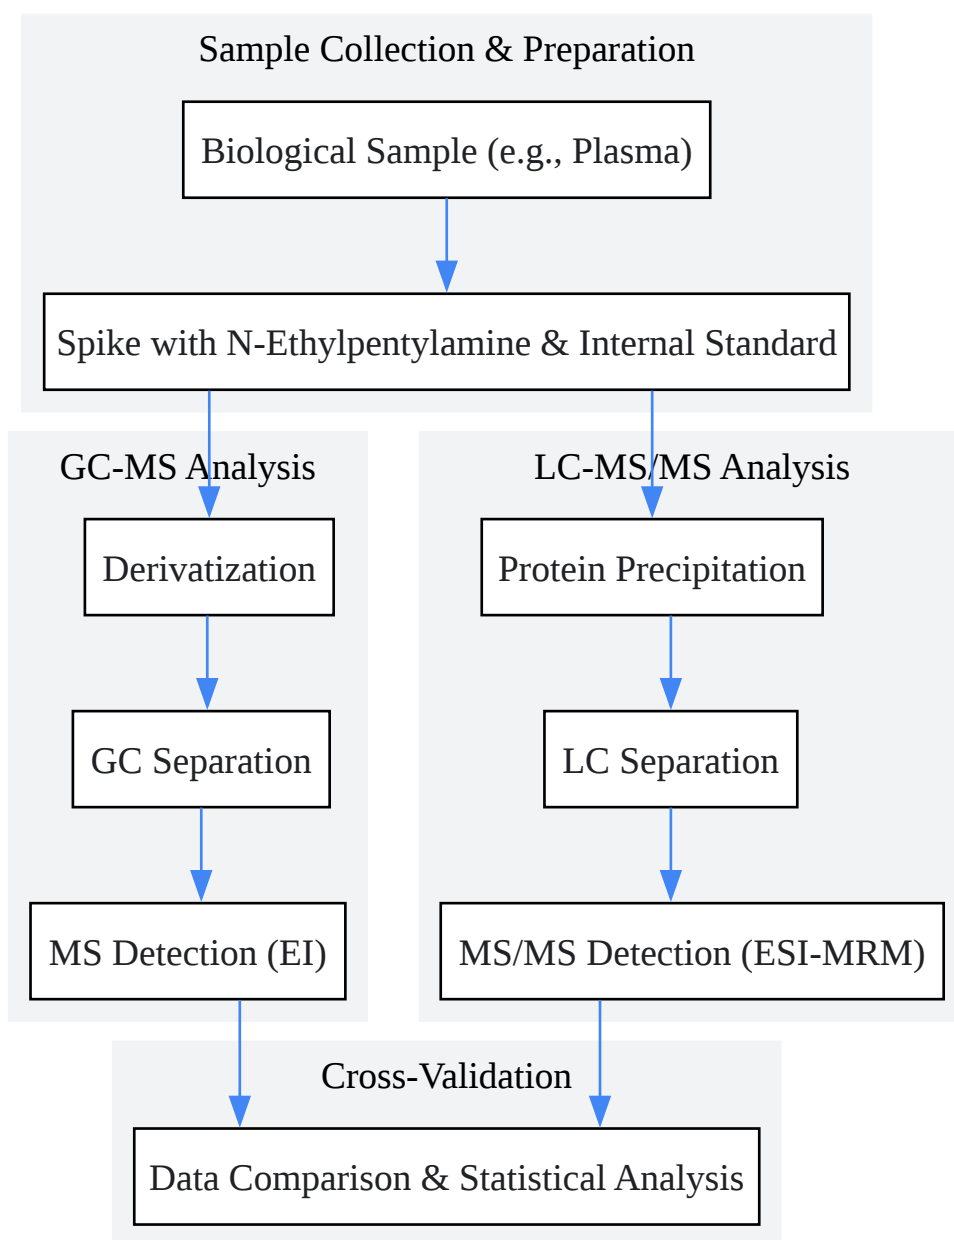 Sample Collection & Preparation
Biological Sample (e.g., Plasma)
Spike with N-Ethylpentylamine & Internal Standard
GC-MS Analysis
Derivatization
GC Separation
MS Detection (EI)
LC-MS/MS Analysis
Protein Precipitation
LC Separation
MS/MS Detection (ESI-MRM)
Cross-Validation
Data Comparison & Statistical Analysis